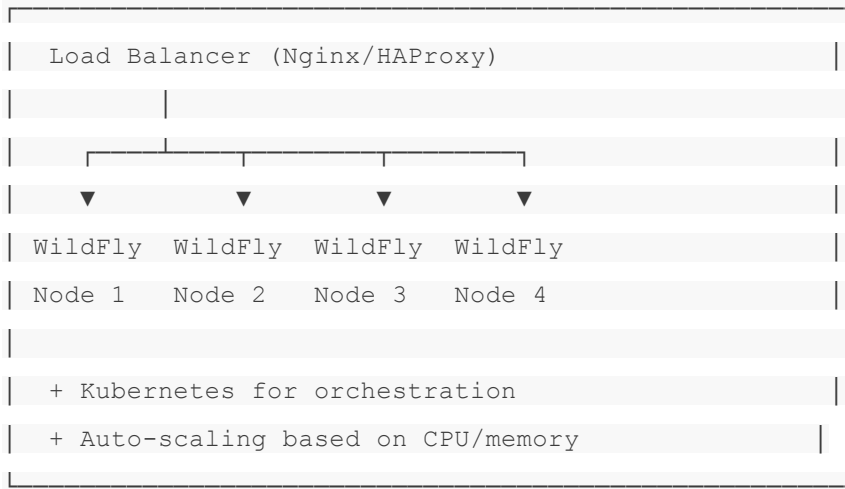 Load Balancer (Nginx/HAProxy)
▼ ▼ ▼ ▼
WildFly WildFly WildFly WildFly
Node 1 Node 2 Node 3 Node 4
+ Kubernetes for orchestration
+ Auto-scaling based on CPU/memory